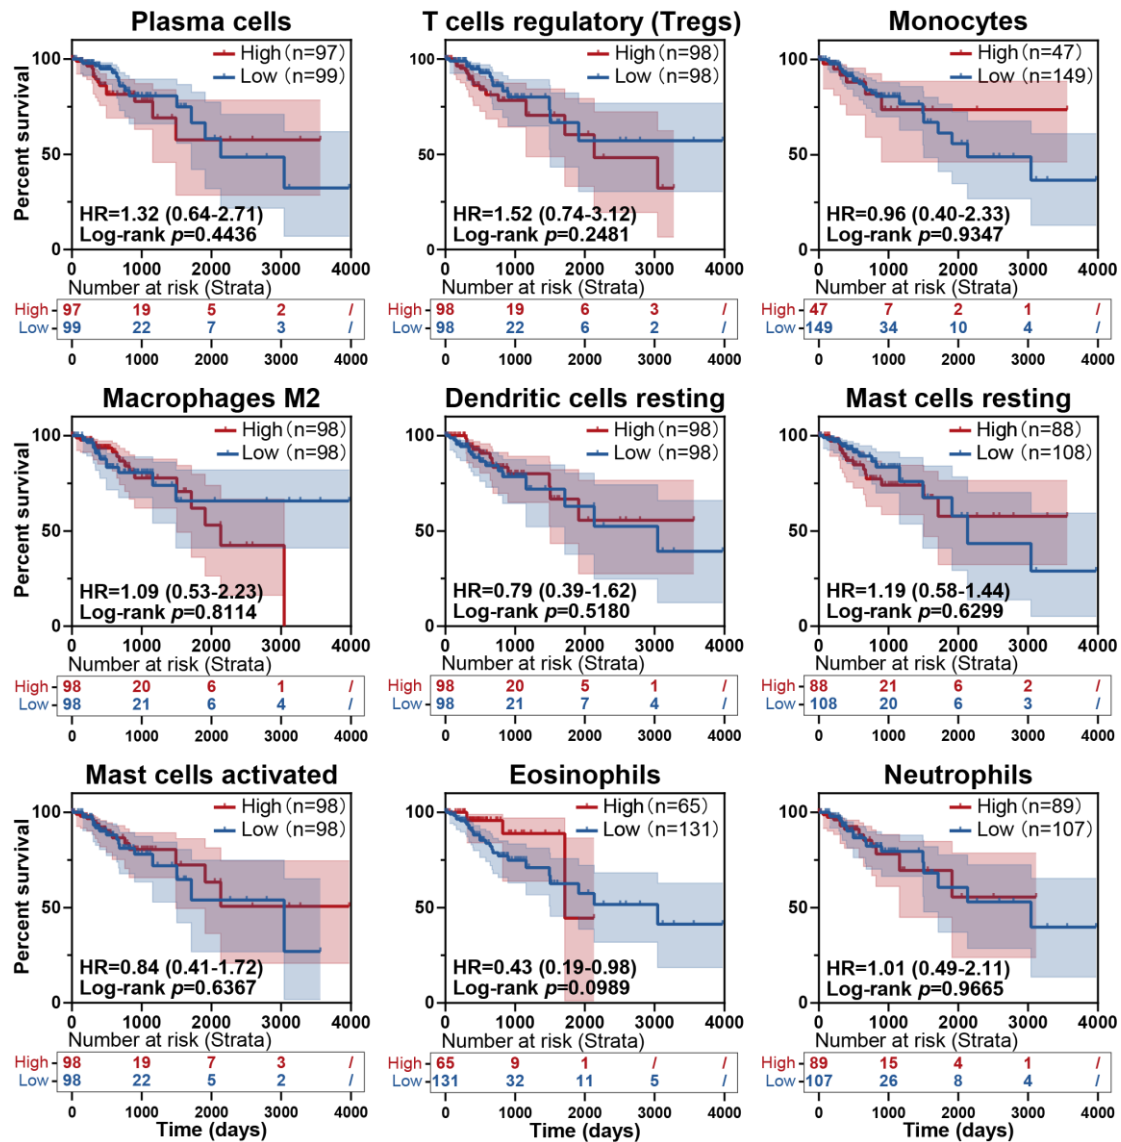 Plasma cells
High (n=97)
Low (n=99)
Percent survival
100
50
0
HR=1.32 (0.64-2.71)
Log-rank p=0.4436
0 1000 2000 3000 4000
Number at risk (Strata)
High 97 19 5 2 /
Low 99 22 7 3 /
0 1000 2000 3000 4000
T cells regulatory (Tregs)
High (n=98)
Low (n=98)
100
50
0
HR=1.52 (0.74-3.12)
Log-rank p=0.2481
0 1000 2000 3000 4000
Number at risk (Strata)
High 98 19 6 3 /
Low 98 22 6 2 /
0 1000 2000 3000 4000
Monocytes
High (n=47)
Low (n=149)
100
50
0
HR=0.96 (0.40-2.33)
Log-rank p=0.9347
0 1000 2000 3000 4000
Number at risk (Strata)
High 47 7 2 1 /
Low 149 34 10 4 /
0 1000 2000 3000 4000
Macrophages M2
High (n=98)
Low (n=98)
Percent survival
100
50
0
HR=1.09 (0.53-2.23)
Log-rank p=0.8114
0 1000 2000 3000 4000
Number at risk (Strata)
High 98 20 6 1 /
Low 98 21 6 4 /
0 1000 2000 3000 4000
Dendritic cells resting
High (n=98)
Low (n=98)
100
50
0
HR=0.79 (0.39-1.62)
Log-rank p=0.5180
0 1000 2000 3000 4000
Number at risk (Strata)
High 98 20 5 1 /
Low 98 21 7 4 /
0 1000 2000 3000 4000
Mast cells resting
High (n=88)
Low (n=108)
100
50
0
HR=1.19 (0.58-1.44)
Log-rank p=0.6299
0 1000 2000 3000 4000
Number at risk (Strata)
High 88 21 6 2 /
Low 108 20 6 3 /
0 1000 2000 3000 4000
Mast cells activated
High (n=98)
Low (n=98)
Percent survival
100
50
0
HR=0.84 (0.41-1.72)
Log-rank p=0.6367
0 1000 2000 3000 4000
Number at risk (Strata)
High 98 19 7 3 /
Low 98 22 5 2 /
0 1000 2000 3000 4000
Time (days)
Eosinophils
High (n=65)
Low (n=131)
100
50
0
HR=0.43 (0.19-0.98)
Log-rank p=0.0989
0 1000 2000 3000 4000
Number at risk (Strata)
High 65 9 1 / /
Low 131 32 11 5 /
0 1000 2000 3000 4000
Time (days)
Neutrophils
High (n=89)
Low (n=107)
100
50
0
HR=1.01 (0.49-2.11)
Log-rank p=0.9665
0 1000 2000 3000 4000
Number at risk (Strata)
High 89 15 4 1 /
Low 107 26 8 4 /
0 1000 2000 3000 4000
Time (days)